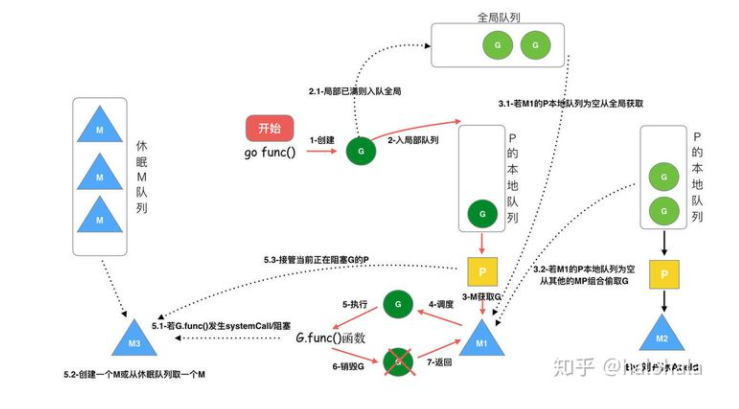 全局队列
G
G
2.1-局部已满则入队全局
3.1-若M1的P本地队列为空从全局获取
开始
go func()
1-创建
G
2-入局部队列
M
M
M
休眠M队列
P的本地队列
G
P的本地队列
G
G
5.3-接管当前正在阻塞G的P
P
3-M获取G
3.2-若M1的P本地队列为空
从其他的MP组合偷取G
P
5-执行
G
4-调度
M3
5.1-若G.func()发生systemCall/阻塞
G.func()函数
M1
M2
6-销毁G
G
7-返回
5.2-创建一个M或从休眠队列取一个M
知乎 @halohala